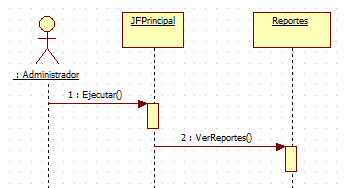 JFPrincipal
Reportes
: Administrador
1 : Ejecutar()
2 : VerReportes()